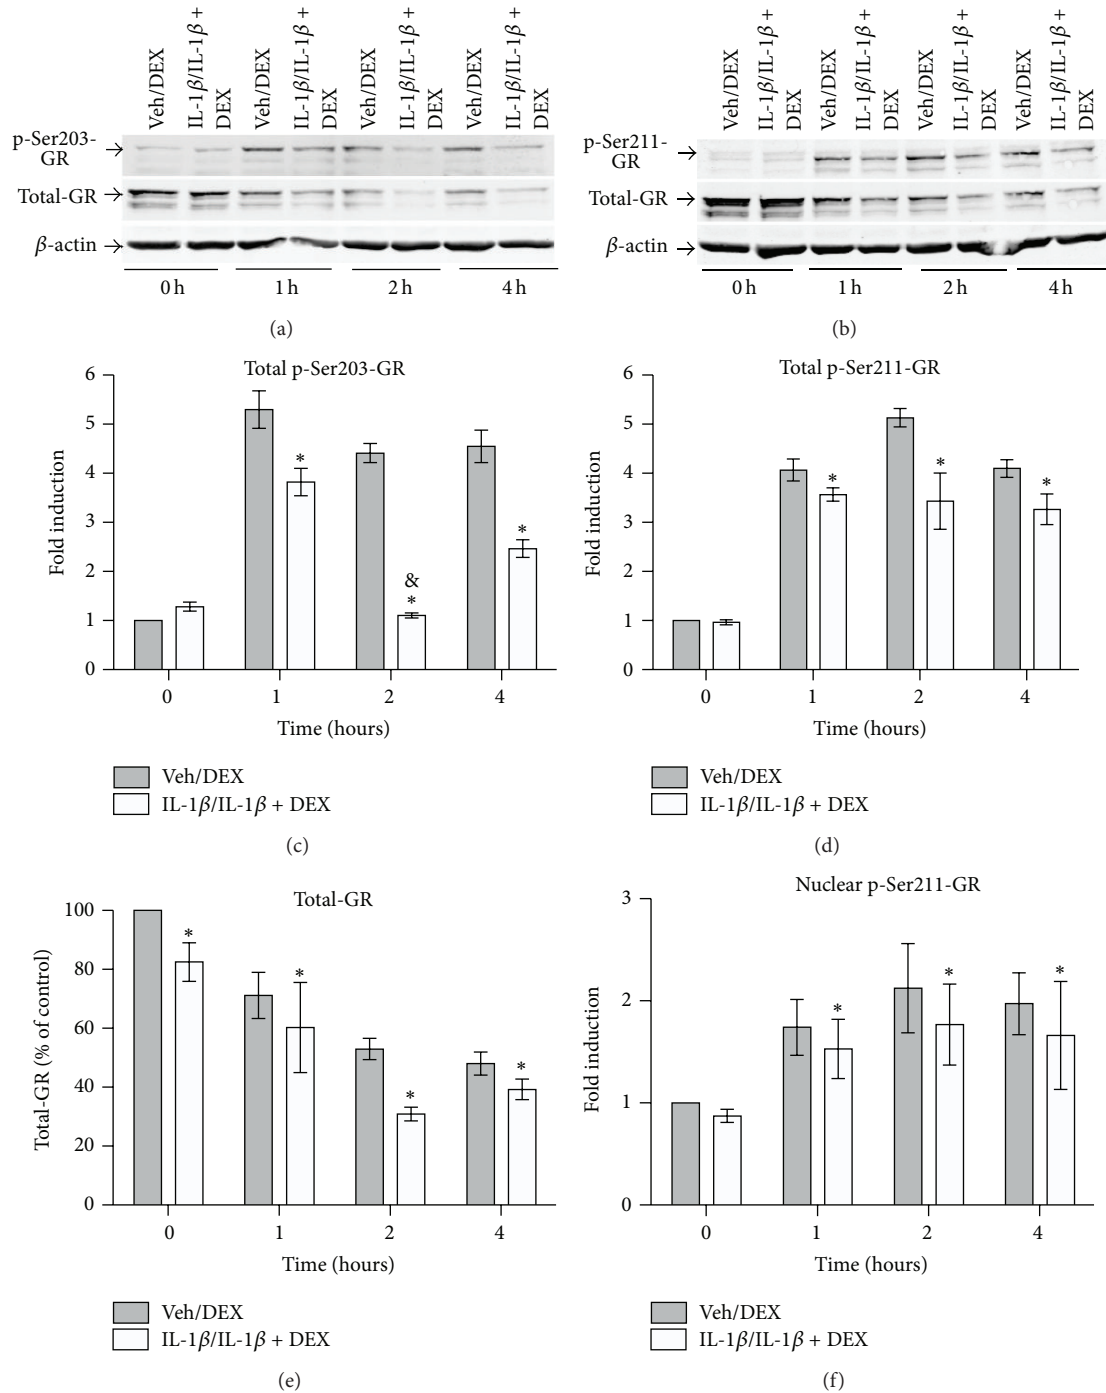 Veh/DEX
IL-1β/IL-1β +
DEX
Veh/DEX
IL-1β/IL-1β +
DEX
Veh/DEX
IL-1β/IL-1β +
DEX
Veh/DEX
IL-1β/IL-1β +
DEX
p-Ser203-
GR
Total-GR
β-actin
0 h 1 h 2 h 4 h
(a)
Veh/DEX
IL-1β/IL-1β +
DEX
Veh/DEX
IL-1β/IL-1β +
DEX
Veh/DEX
IL-1β/IL-1β +
DEX
Veh/DEX
IL-1β/IL-1β +
DEX
p-Ser211-
GR
Total-GR
β-actin
0 h 1 h 2 h 4 h
(b)
Total p-Ser203-GR
Fold induction
6
5
4
3
2
1
0
*
&
*
*
0 1 2 4
Time (hours)
Veh/DEX
IL-1β/IL-1β + DEX
(c)
Total p-Ser211-GR
Fold induction
6
5
4
3
2
1
0
*
*
*
0 1 2 4
Time (hours)
Veh/DEX
IL-1β/IL-1β + DEX
(d)
Total-GR
Total-GR (% of control)
100
80
60
40
20
0
*
*
*
*
0 1 2 4
Time (hours)
Veh/DEX
IL-1β/IL-1β + DEX
(e)
Nuclear p-Ser211-GR
Fold induction
3
2
1
0
*
*
*
0 1 2 4
Time (hours)
Veh/DEX
IL-1β/IL-1β + DEX
(f)